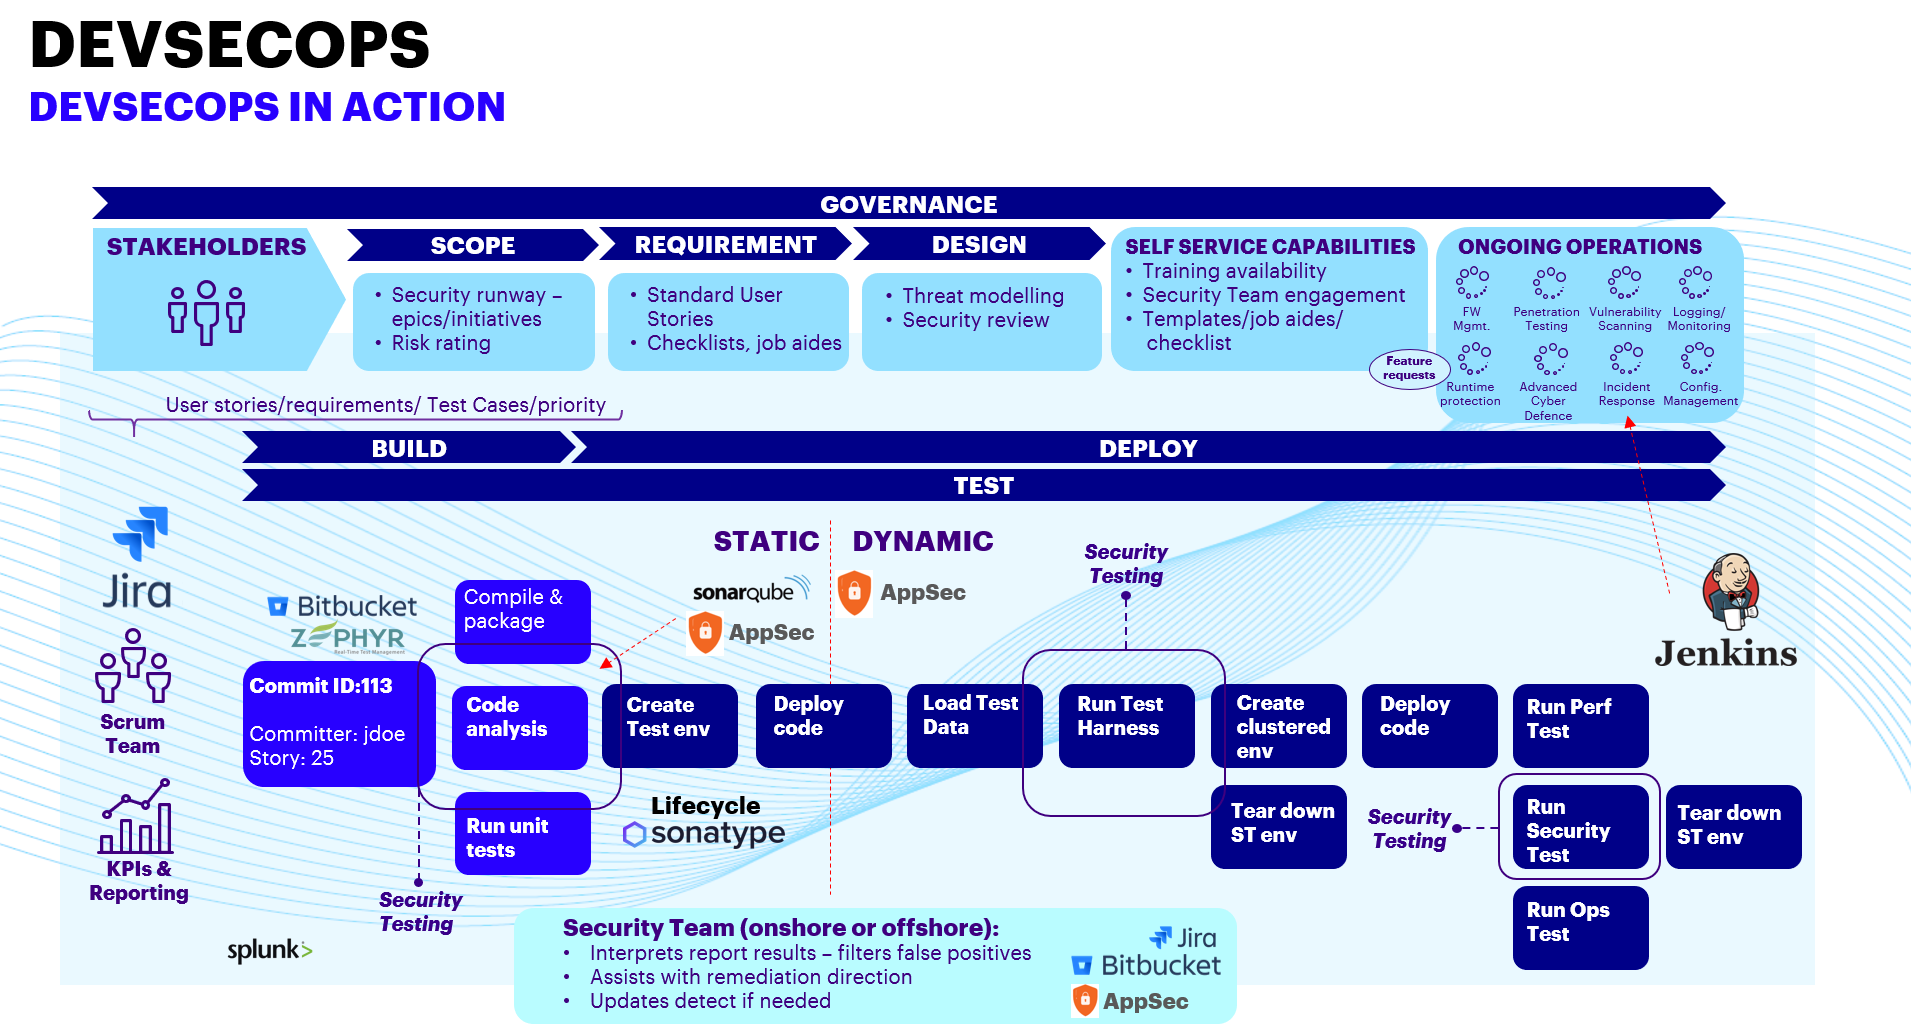 DEVSECOPS
DEVSECOPS IN ACTION
GOVERNANCE
STAKEHOLDERS
SCOPE
• Security runway –
epics/initiatives
• Risk rating
REQUIREMENT
• Standard User
Stories
• Checklists, job aides
DESIGN
• Threat modelling
• Security review
SELF SERVICE CAPABILITIES
• Training availability
• Security Team engagement
• Templates/job aides/
checklist
Feature
requests
ONGOING OPERATIONS
FW
Mgmt.
Penetration
Testing
Vulnerability
Scanning
Logging/
Monitoring
Runtime
protection
Advanced
Cyber
Defence
Incident
Response
Config.
Management
User stories/requirements/ Test Cases/priority
BUILD
DEPLOY
TEST
STATIC
DYNAMIC
Jira
Scrum
Team
KPIs &
Reporting
splunk>
Bitbucket
ZEPHYR
Real-Time Test Management
Commit ID:113
Committer: jdoe
Story: 25
Compile &
package
Code
analysis
Run unit
tests
Security
Testing
sonarqube
AppSec
AppSec
Create
Test env
Deploy
code
Lifecycle
sonatype
Load Test
Data
Security
Testing
Run Test
Harness
Create
clustered
env
Tear down
ST env
Deploy
code
Run Perf
Test
Security
Testing
Run
Security
Test
Tear down
ST env
Run Ops
Test
Jenkins
Security Team (onshore or offshore):
• Interprets report results – filters false positives
• Assists with remediation direction
• Updates detect if needed
Jira
Bitbucket
AppSec